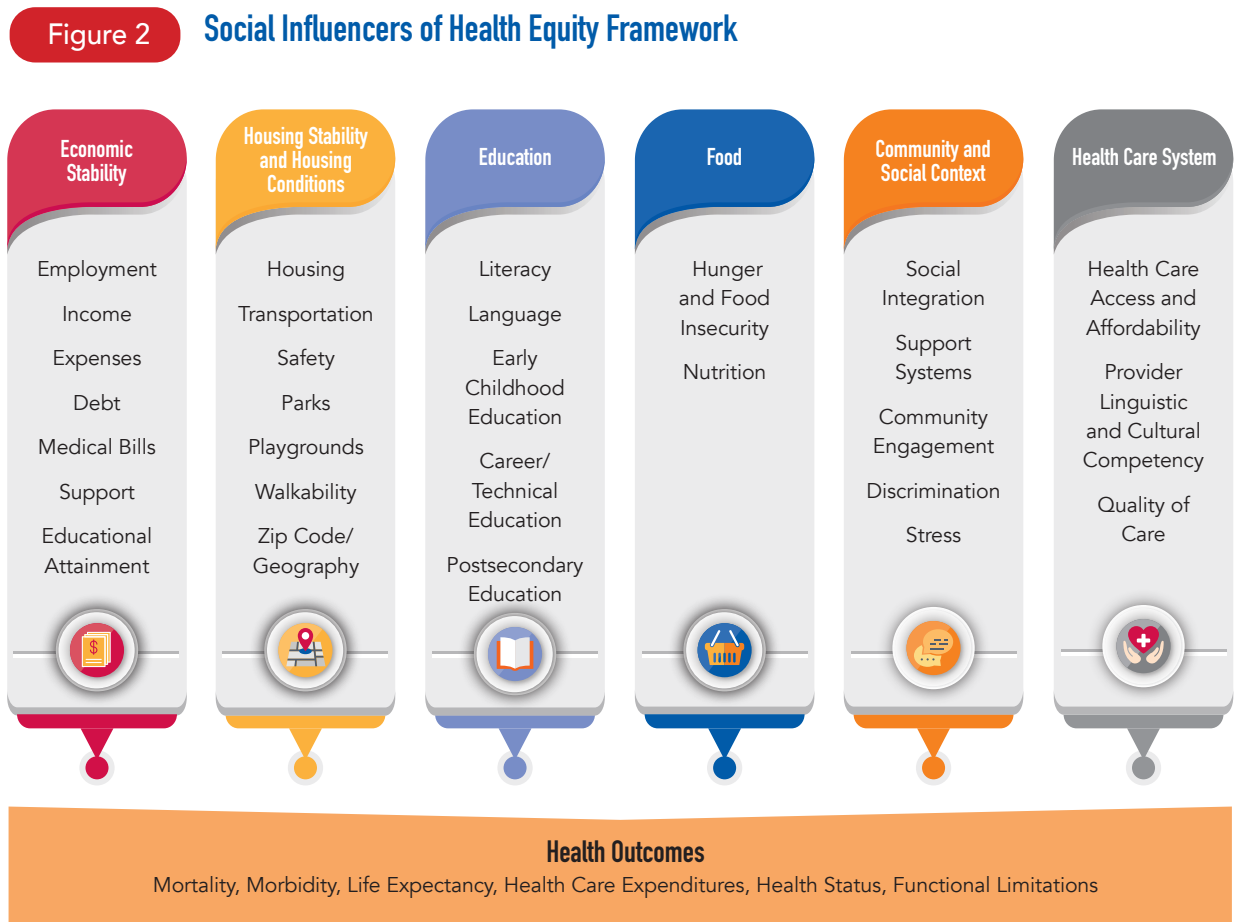 Figure 2
Social Influencers of Health Equity Framework
Economic
Stability
Employment
Income
Expenses
Debt
Medical Bills
Support
Educational
Attainment
$
Housing Stability
and Housing
Conditions
Housing
Transportation
Safety
Parks
Playgrounds
Walkability
Zip Code/
Geography
Education
Literacy
Language
Early
Childhood
Education
Career/
Technical
Education
Postsecondary
Education
Food
Hunger
and Food
Insecurity
Nutrition
Community and
Social Context
Social
Integration
Support
Systems
Community
Engagement
Discrimination
Stress
Health Care System
Health Care
Access and
Affordability
Provider
Linguistic
and Cultural
Competency
Quality of
Care
Health Outcomes
Mortality, Morbidity, Life Expectancy, Health Care Expenditures, Health Status, Functional Limitations